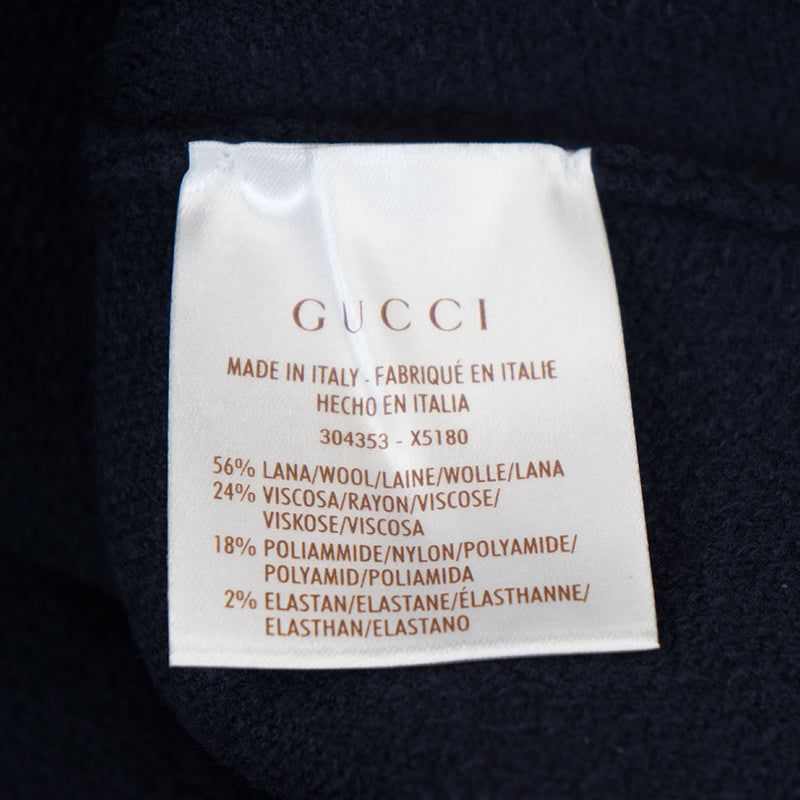 GUCCI
MADE IN ITALY - FABRIQUÉ EN ITALIE
HECHO EN ITALIA
304353 - X5180
56% LANA/WOOL/LAINE/WOLLE/LANA
24% VISCOSA/RAYON/VISCOSE/
VISKOSE/VISCOSA
18% POLIAMMIDE/NYLON/POLYAMIDE/
POLYAMID/POLIAMIDA
2% ELASTAN/ELASTANE/ÉLASTHANNE/
ELASTHAN/ELASTANO